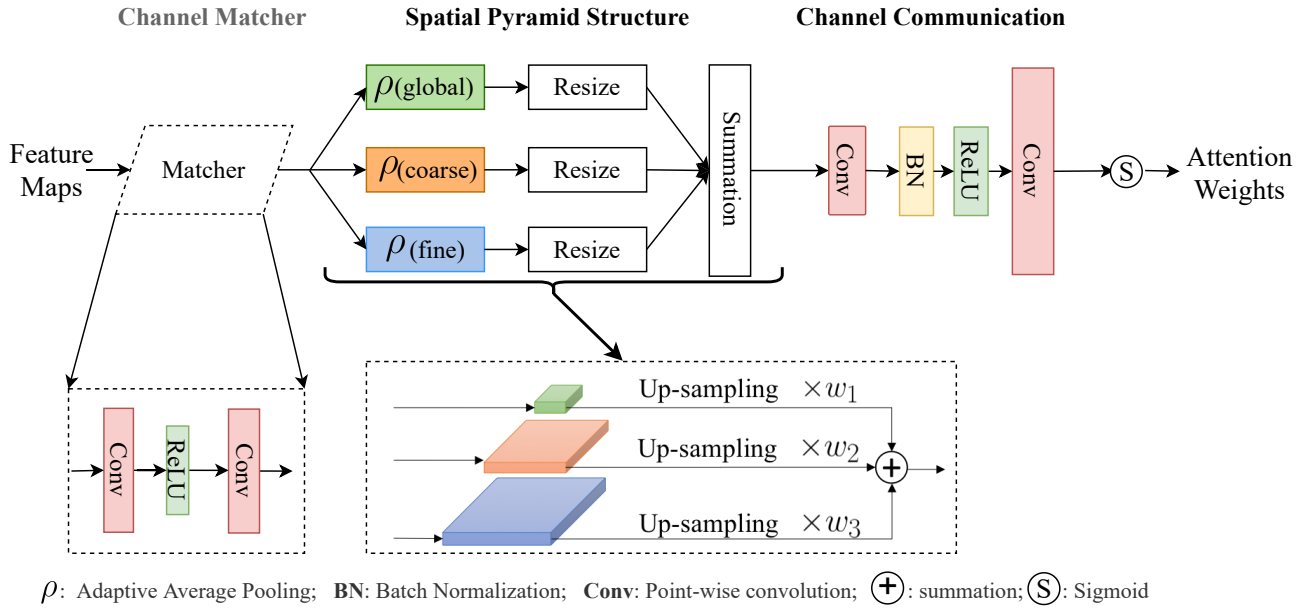 Channel Matcher
Spatial Pyramid Structure
Channel Communication
Feature Maps
Matcher
ρ(global)
Resize
ρ(coarse)
Resize
ρ(fine)
Resize
Summation
Conv
BN
ReLU
Conv
S
Attention Weights
Conv
ReLU
Conv
Up-sampling ×w₁
Up-sampling ×w₂
+
Up-sampling ×w₃
ρ: Adaptive Average Pooling; BN: Batch Normalization; Conv: Point-wise convolution; +: summation; S: Sigmoid